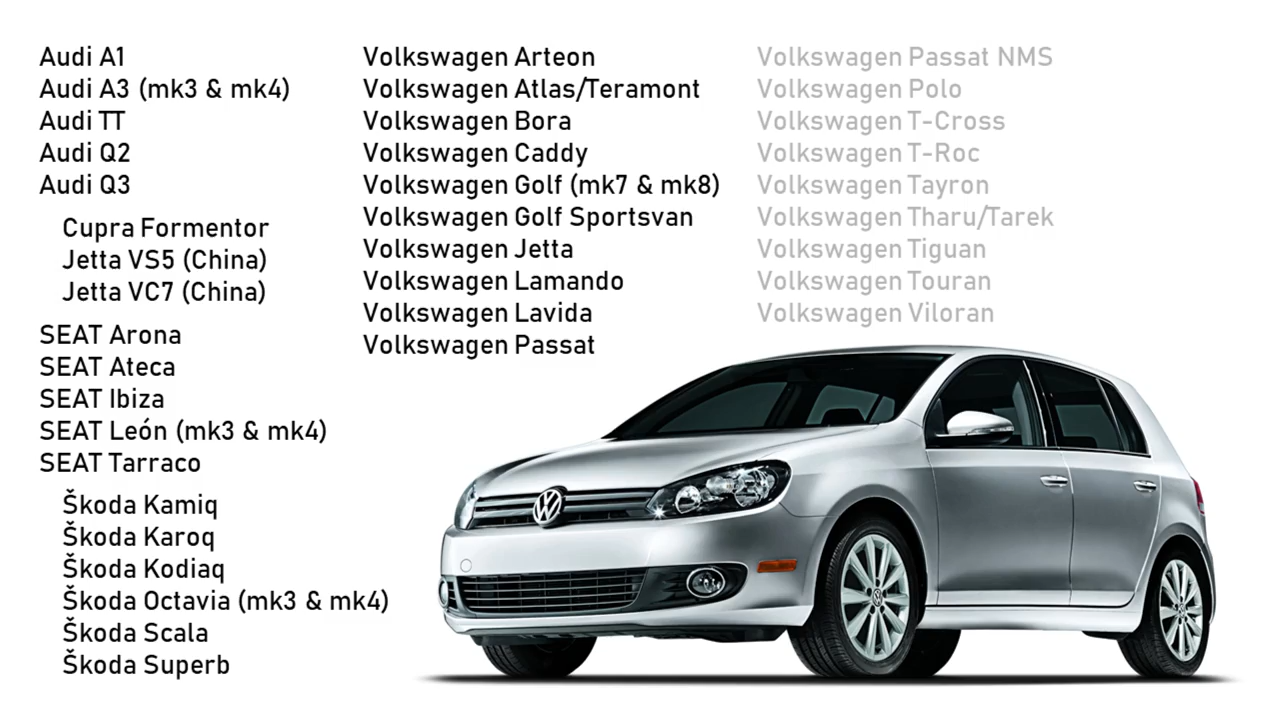 Audi A1
Audi A3 (mk3 & mk4)
Audi TT
Audi Q2
Audi Q3
Cupra Formentor
Jetta VS5 (China)
Jetta VC7 (China)
SEAT Arona
SEAT Ateca
SEAT Ibiza
SEAT León (mk3 & mk4)
SEAT Tarraco
Škoda Kamiq
Škoda Karoq
Škoda Kodiaq
Škoda Octavia (mk3 & mk4)
Škoda Scala
Škoda Superb
Volkswagen Arteon
Volkswagen Atlas/Teramont
Volkswagen Bora
Volkswagen Caddy
Volkswagen Golf (mk7 & mk8)
Volkswagen Golf Sportsvan
Volkswagen Jetta
Volkswagen Lamando
Volkswagen Lavida
Volkswagen Passat
Volkswagen Passat NMS
Volkswagen Polo
Volkswagen T-Cross
Volkswagen T-Roc
Volkswagen Tayron
Volkswagen Tharu/Tarek
Volkswagen Tiguan
Volkswagen Touran
Volkswagen Viloran